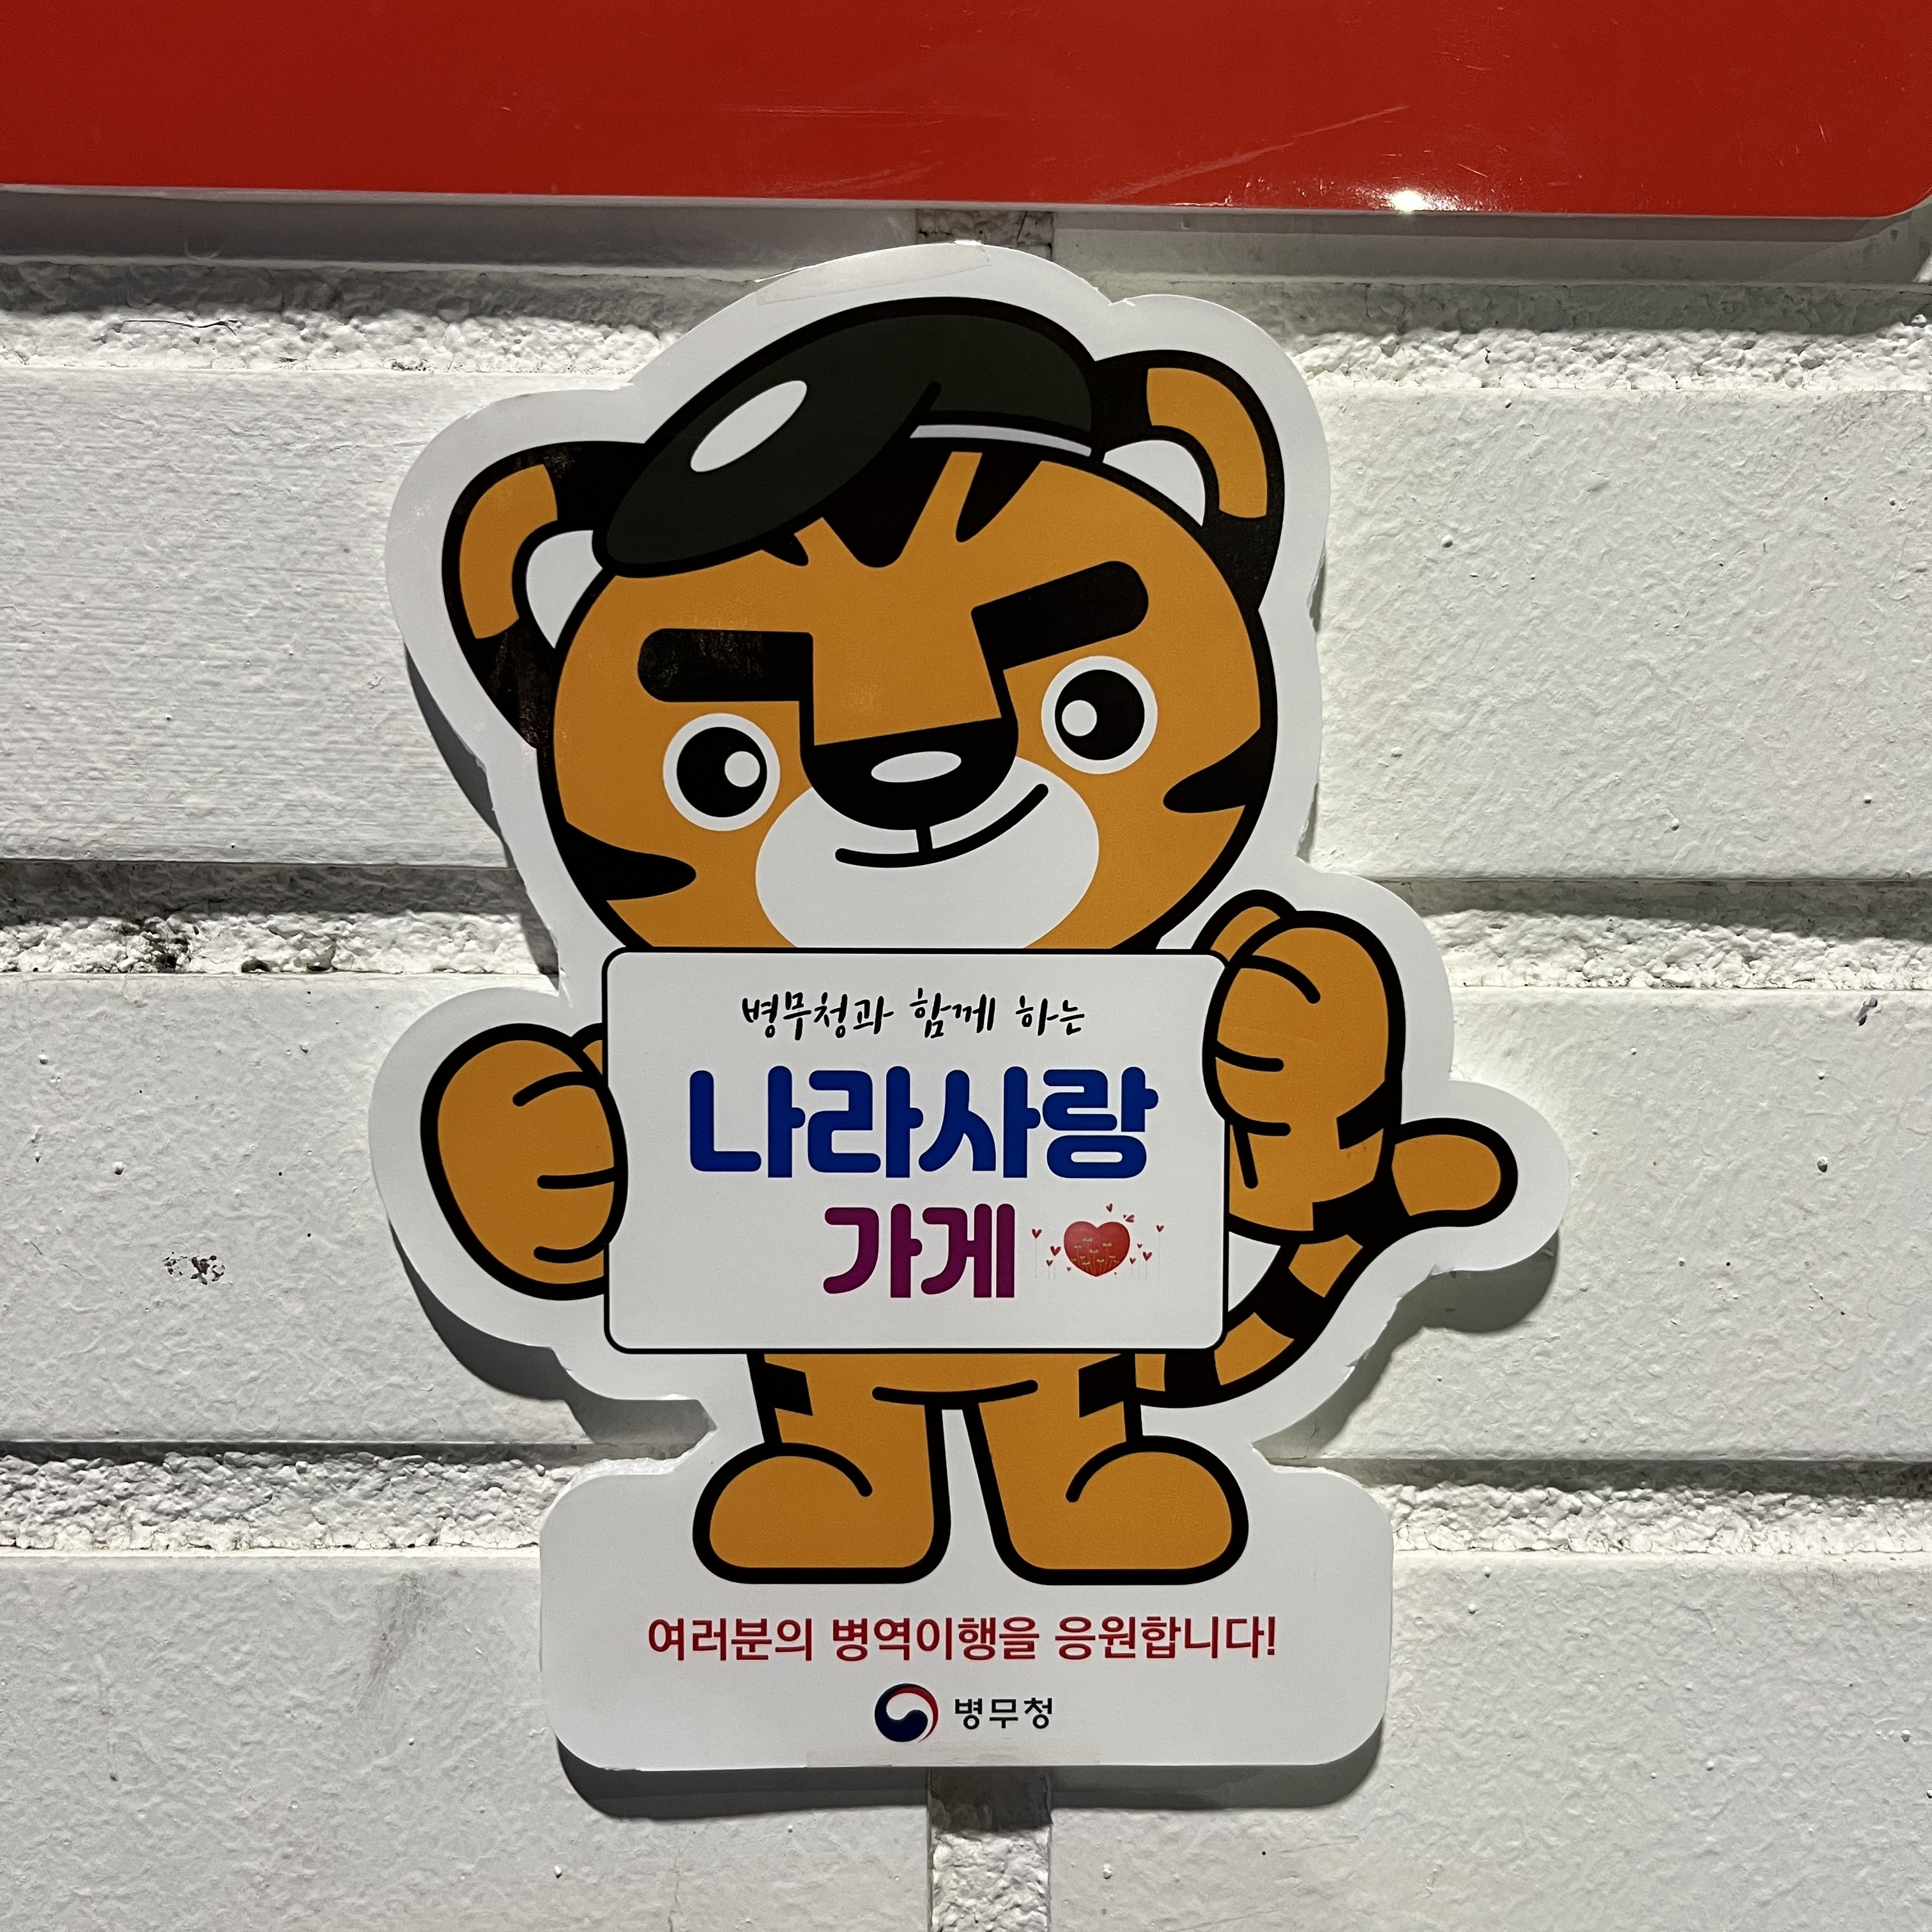 병무청과 함께 하는
나라사랑
가게
여러분의 병역이행을 응원합니다!
병무청